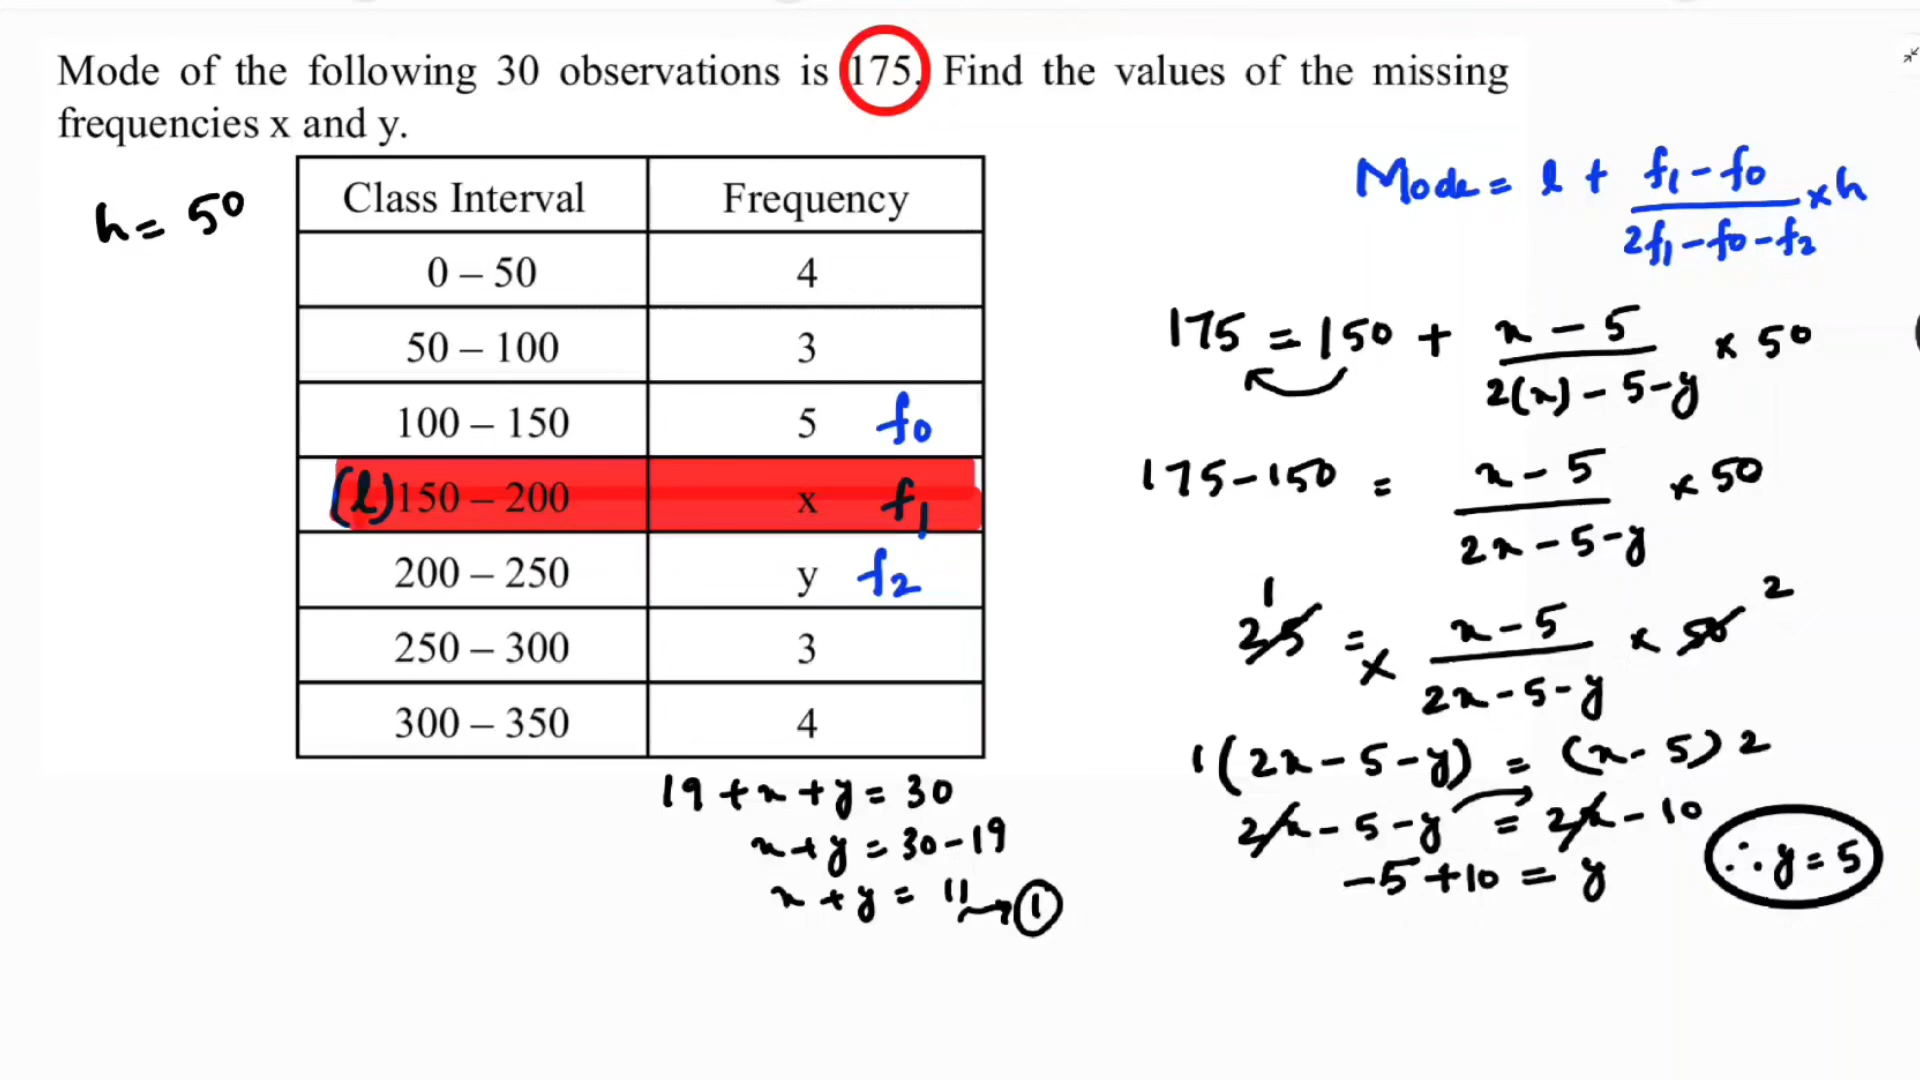 Mode of the following 30 observations is 175. Find the values of the missing
frequencies x and y.
h = 50
Class Interval Frequency
0 – 50 4
50 – 100 3
100 – 150 5 f0
(l) 150 – 200 x f1
200 – 250 y f2
250 – 300 3
300 – 350 4
19 + x + y = 30
x + y = 30 - 19
x + y = 11 → 1
Mode = l + f1 - f0 / 2f1 - f0 - f2 × h
175 = 150 + x - 5 / 2(x) - 5 - y × 50
175 - 150 = x - 5 / 2x - 5 - y × 50
1 2
25 = × x - 5 / 2x - 5 - y × 50
1(2x - 5 - y) = (x - 5) 2
2x - 5 - y = 2x - 10
-5 + 10 = y
∴ y = 5